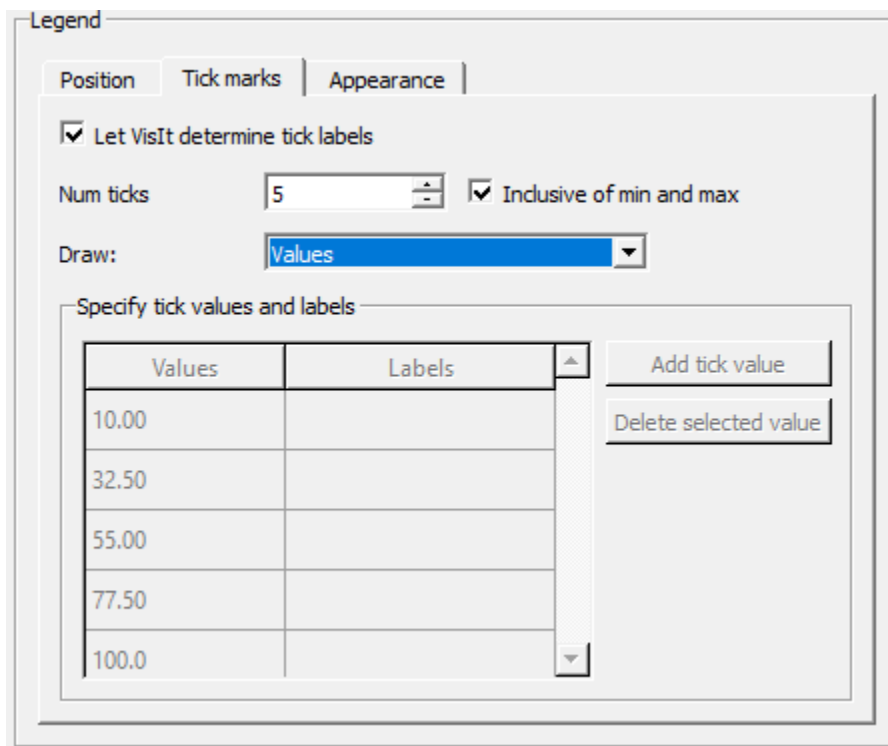 Legend
Position Tick marks Appearance
Let VisIt determine tick labels
Num ticks 5 Inclusive of min and max
Draw: Values
Specify tick values and labels
Values Labels Add tick value
10.00 Delete selected value
32.50
55.00
77.50
100.0